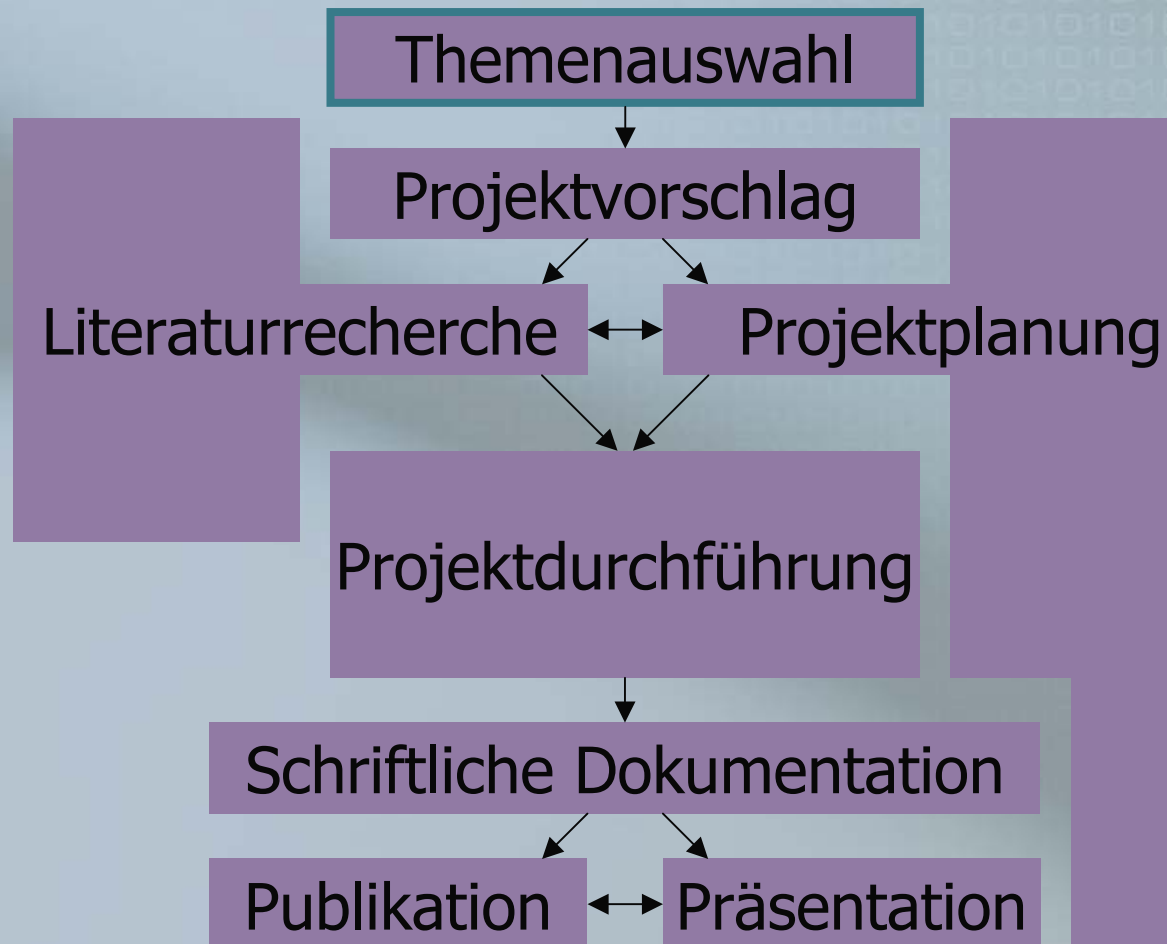 Themenauswahl
Projektvorschlag
Literaturrecherche
Projektplanung
Projektdurchführung
Schriftliche Dokumentation
Publikation
Präsentation